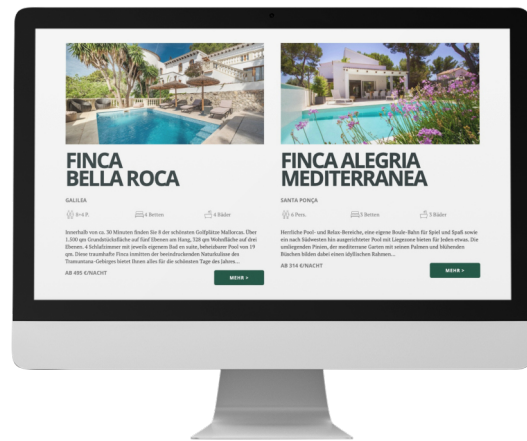 FINCA
BELLA ROCA
GALILEA
8+4 P.
4 Betten
4 Bäder
Innerhalb von ca. 30 Minuten finden Sie 8 der schönsten Golfplätze Mallorcas. Über
1.500 qm Grundstücksfläche auf fünf Ebenen am Hang, 328 qm Wohnfläche auf drei
Ebenen. 4 Schlafzimmer mit jeweils eigenem Bad en suite, beheizbarer Pool von 19
qm. Diese traumhafte Finca inmitten der beeindruckenden Naturkulisse des
Tramuntana-Gebirges bietet Ihnen alles für die schönsten Tage des Jahres...
AB 495 €/NACHT
MEHR >
FINCA ALEGRIA
MEDITERRANEA
SANTA PONÇA
6 Pers.
3 Betten
3 Bäder
Herrliche Pool- und Relax-Bereiche, eine eigene Boule-Bahn für Spiel und Spaß sowie
ein nach Südwesten hin ausgerichteter Pool mit Liegezone bieten für Jeden etwas. Die
umliegenden Pinien, der mediterrane Garten mit seinen Palmen und blühenden
Büschen bilden dabei einen idyllischen Rahmen...
AB 314 €/NACHT
MEHR >